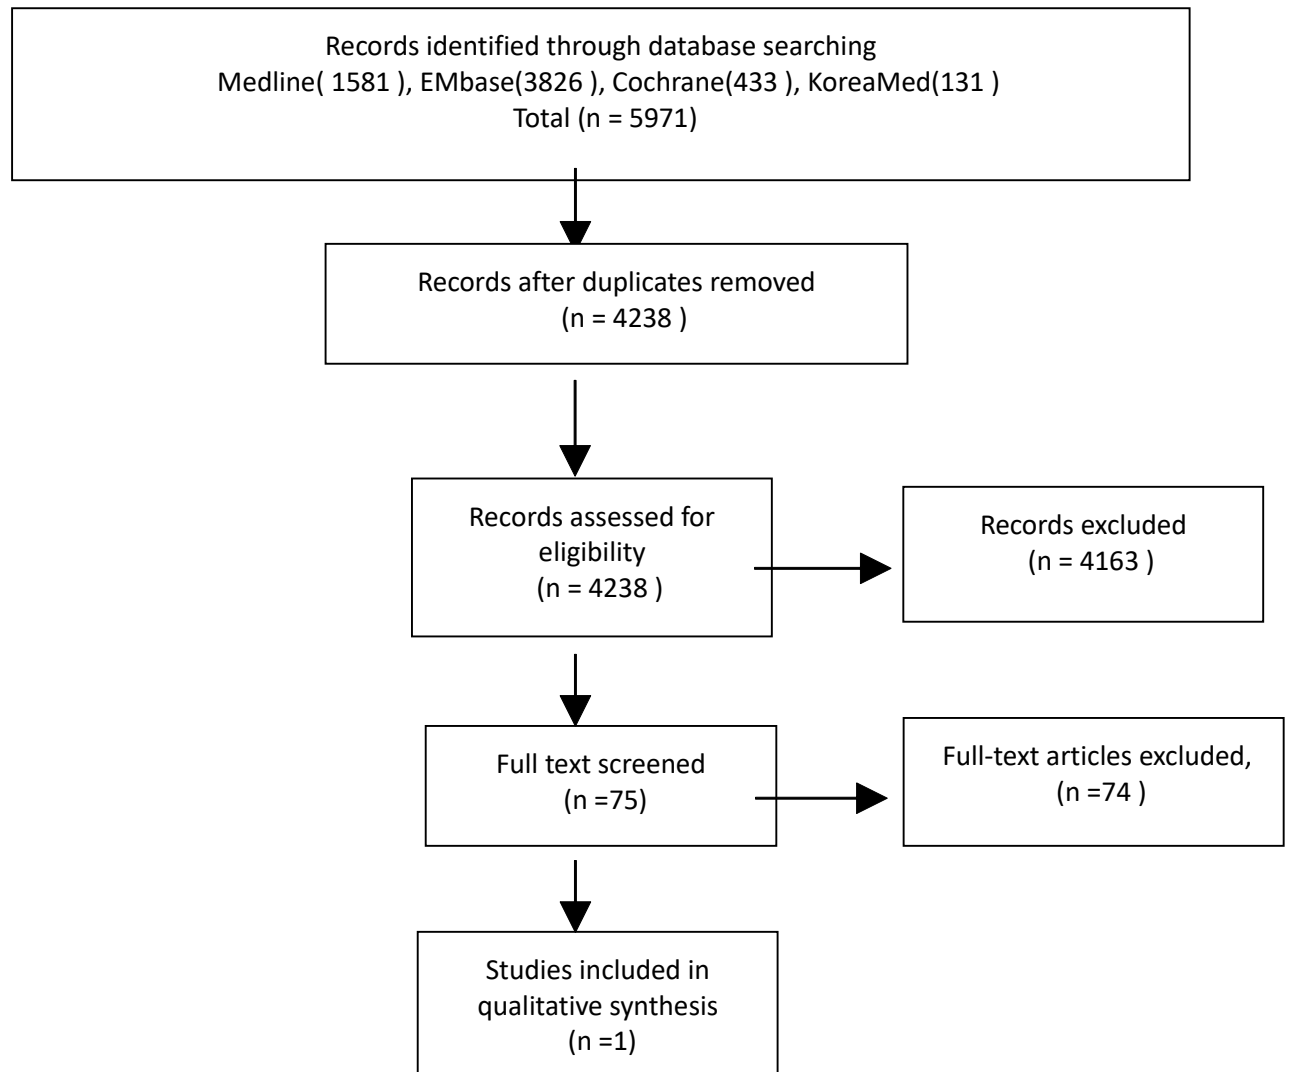 Records identified through database searching
Medline( 1581 ), EMbase(3826 ), Cochrane(433 ), KoreaMed(131 )
Total (n = 5971)
Records after duplicates removed
(n = 4238 )
Records assessed for
eligibility
(n = 4238 )
Records excluded
(n = 4163 )
Full text screened
(n =75)
Full-text articles excluded,
(n =74 )
Studies included in
qualitative synthesis
(n =1)